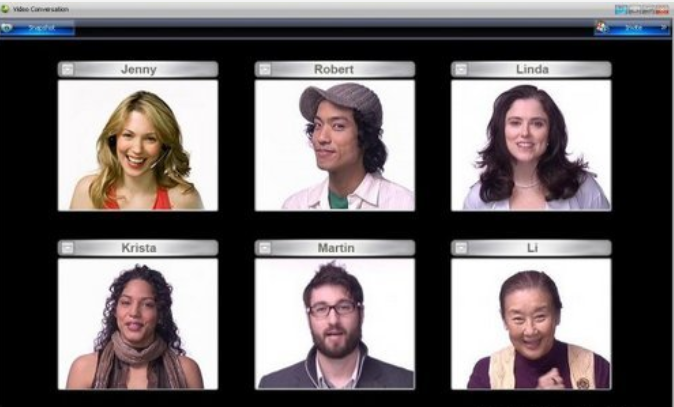 Video Conversation
Snapshot
Invite
Jenny
Robert
Linda
Krista
Martin
Li